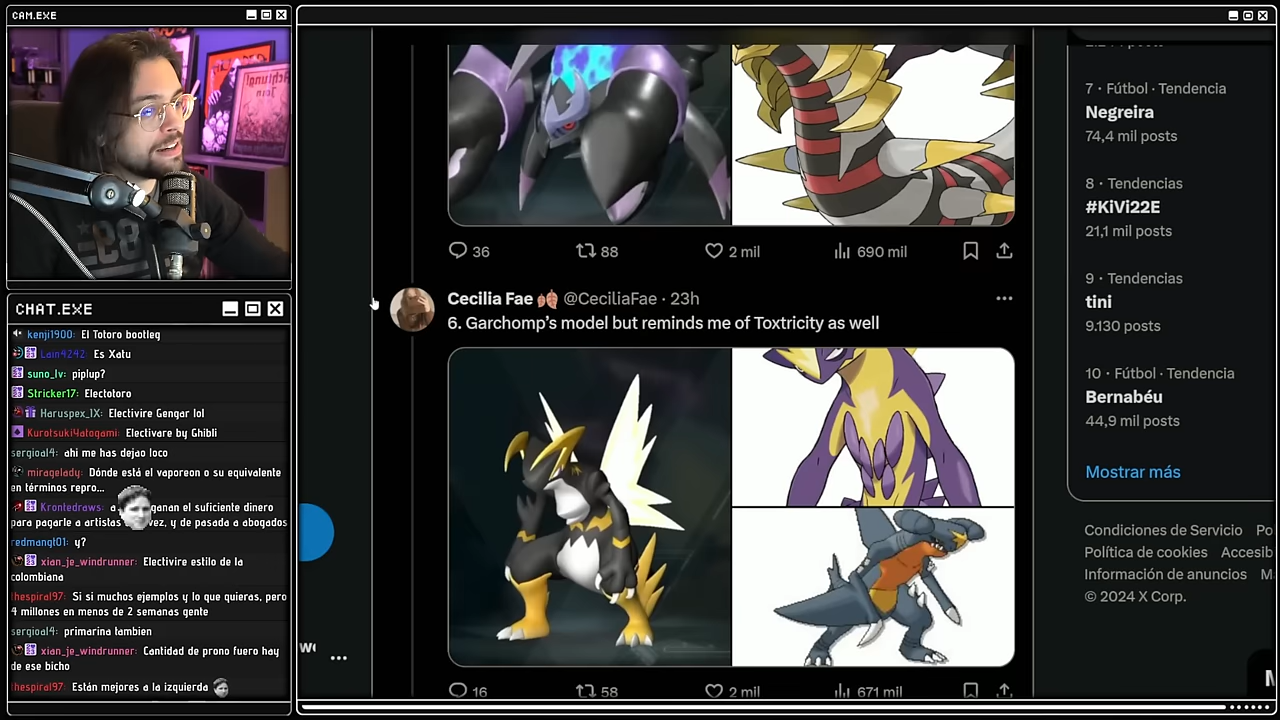 CAM.EXE
Achtung!
CHAT.EXE
kenji1900: El Totoro bootleg
Lain4242: Es Xatu
suno_lv: piplup?
Stricker17: Electotoro
Haruspex_IX: Electivire Gengar lol
Kurotsuki4atogami: Electivare by Ghibli
sergioal4: ahi me has dejao loco
miragelady: Dónde está el vaporeon o su equivalente
en términos repro...
Krontedraws: a ganan el suficiente dinero
para pagarle a artistas vez, y de pasada a abogados
redmangt01: y?
xian_je_windrunner: Electivire estilo de la
colombiana
lhespiral97: Si si muchos ejemplos y lo que quieras, pero
4 millones en menos de 2 semanas gente
sergioal4: primarina tambien
xian_je_windrunner: Cantidad de prono fuero hay
de ese bicho
lhespiral97: Están mejores a la izquierda
36 88 2 mil 690 mil
Cecilia Fae @CeciliaFae · 23h
6. Garchomp's model but reminds me of Toxtricity as well
16 58 2 mil 671 mil
7 · Fútbol · Tendencia
Negreira
74,4 mil posts
8 · Tendencias
#KiVi22E
21,1 mil posts
9 · Tendencias
tini
9.130 posts
10 · Fútbol · Tendencia
Bernabéu
44,9 mil posts
Mostrar más
Condiciones de Servicio Po
Política de cookies Accesib
Información de anuncios M
© 2024 X Corp.